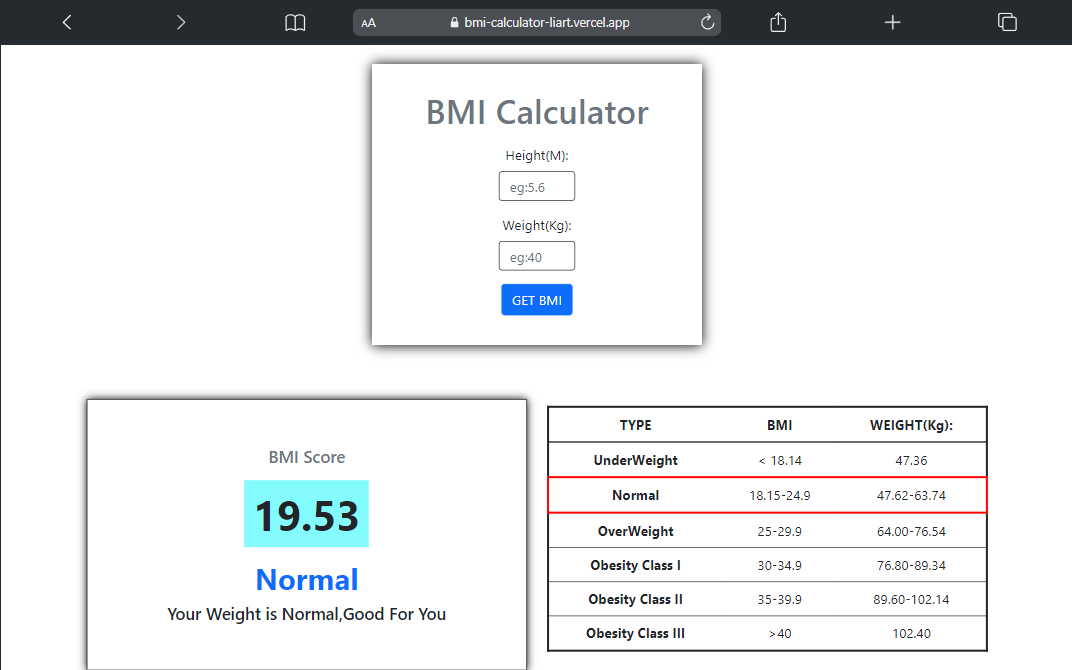 AA bmi-calculator-liart.vercel.app
BMI Calculator
Height(M):
eg:5.6
Weight(Kg):
eg:40
GET BMI
BMI Score
19.53
Normal
Your Weight is Normal,Good For You
TYPE BMI WEIGHT(Kg):
UnderWeight < 18.14 47.36
Normal 18.15-24.9 47.62-63.74
OverWeight 25-29.9 64.00-76.54
Obesity Class I 30-34.9 76.80-89.34
Obesity Class II 35-39.9 89.60-102.14
Obesity Class III >40 102.40